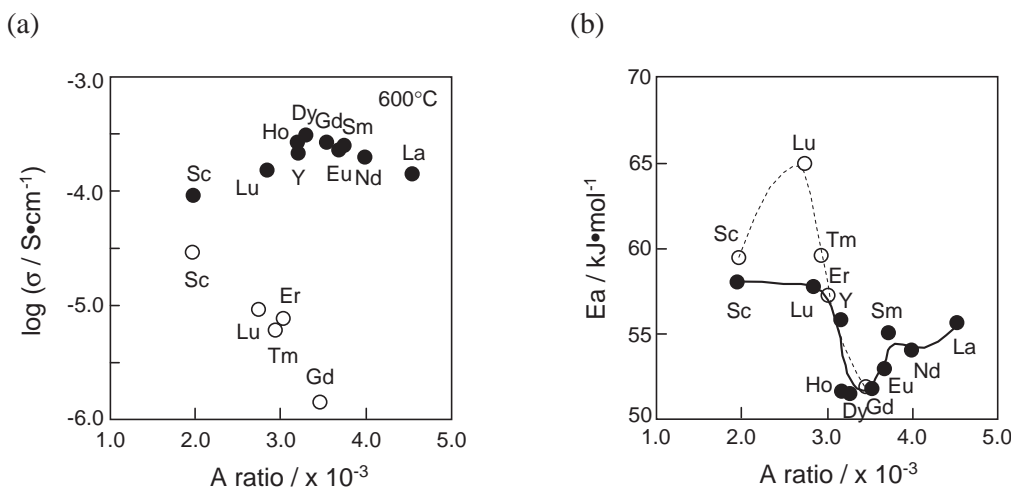 (a)
-3.0
600°C
Dy
Gd
Ho
Sm
Sc
La
-4.0
Lu
Y
Eu
Nd
log (σ / S•cm⁻¹)
Sc
-5.0
Er
Lu
Tm
Gd
-6.0
1.0 2.0 3.0 4.0 5.0
A ratio / x 10⁻³
(b)
70
Lu
65
Ea / kJ•mol⁻¹
Sc
Tm
60
Er
Sc
Lu
Y
Sm
55
La
Nd
Ho
Eu
Dy
Gd
50
1.0 2.0 3.0 4.0 5.0
A ratio / x 10⁻³